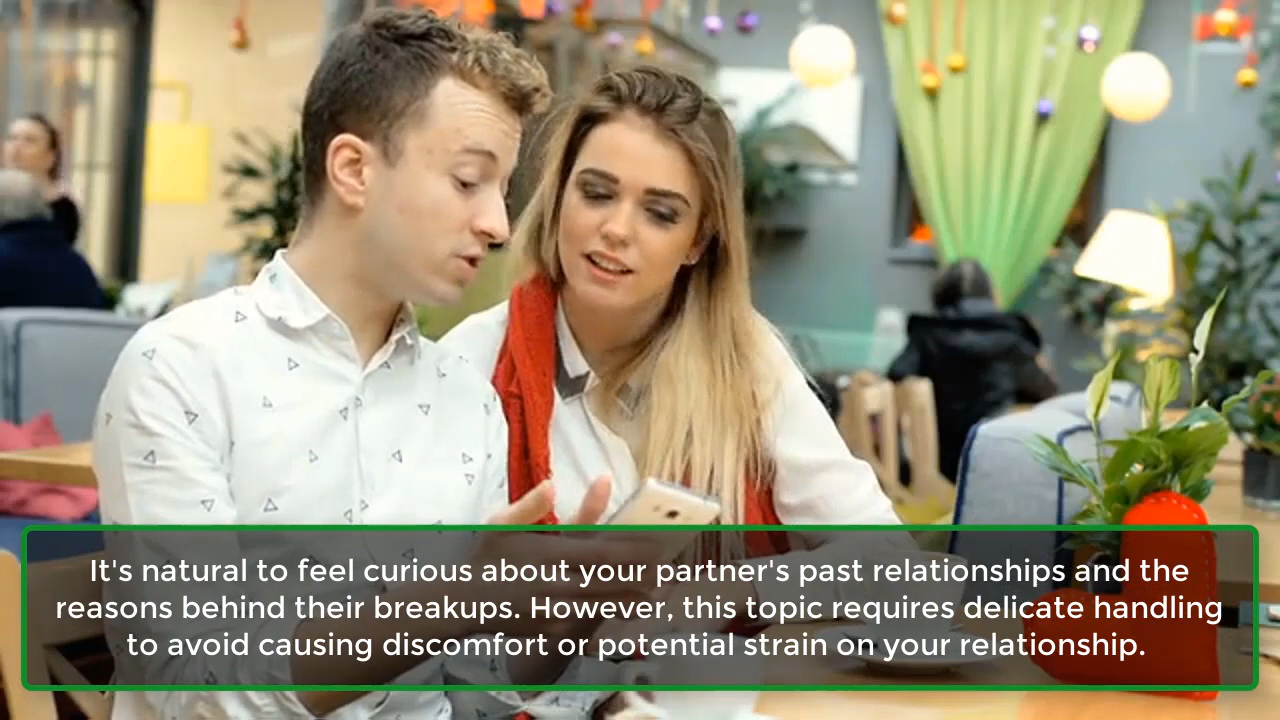 It's natural to feel curious about your partner's past relationships and the
reasons behind their breakups. However, this topic requires delicate handling
to avoid causing discomfort or potential strain on your relationship.